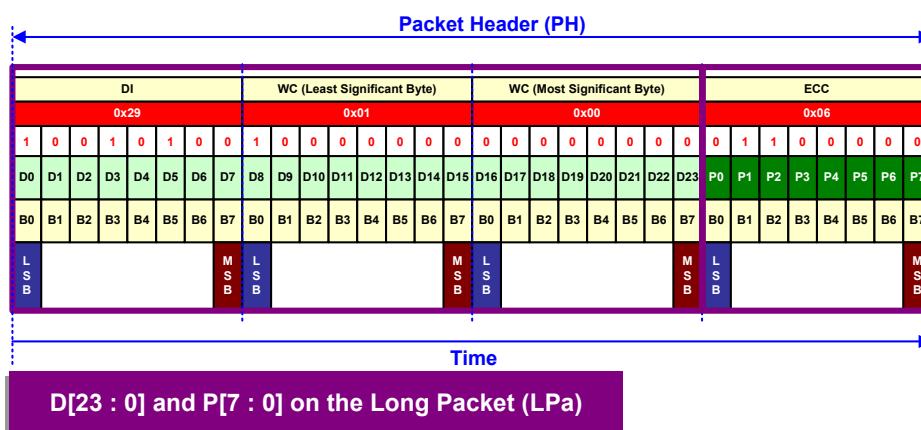 Packet Header (PH)
DI WC (Least Significant Byte) WC (Most Significant Byte) ECC
0x29 0x01 0x00 0x06
1 0 0 1 0 1 0 0 1 0 0 0 0 0 0 0 0 0 0 0 0 0 0 0 0 1 1 0 0 0 0 0
D0 D1 D2 D3 D4 D5 D6 D7 D8 D9 D10 D11 D12 D13 D14 D15 D16 D17 D18 D19 D20 D21 D22 D23 P0 P1 P2 P3 P4 P5 P6 P7
B0 B1 B2 B3 B4 B5 B6 B7 B0 B1 B2 B3 B4 B5 B6 B7 B0 B1 B2 B3 B4 B5 B6 B7 B0 B1 B2 B3 B4 B5 B6 B7
LSB MSB LSB MSB LSB MSB LSB MSB
Time
D[23 : 0] and P[7 : 0] on the Long Packet (LPa)